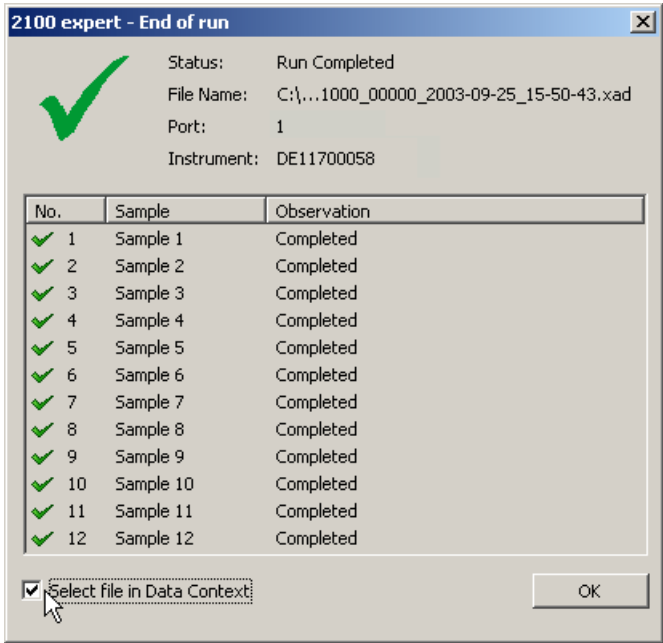 2100 expert - End of run
Status: Run Completed
File Name: C:\...1000_00000_2003-09-25_15-50-43.xad
Port: 1
Instrument: DE11700058
No. Sample Observation
1 Sample 1 Completed
2 Sample 2 Completed
3 Sample 3 Completed
4 Sample 4 Completed
5 Sample 5 Completed
6 Sample 6 Completed
7 Sample 7 Completed
8 Sample 8 Completed
9 Sample 9 Completed
10 Sample 10 Completed
11 Sample 11 Completed
12 Sample 12 Completed
Select file in Data Context OK